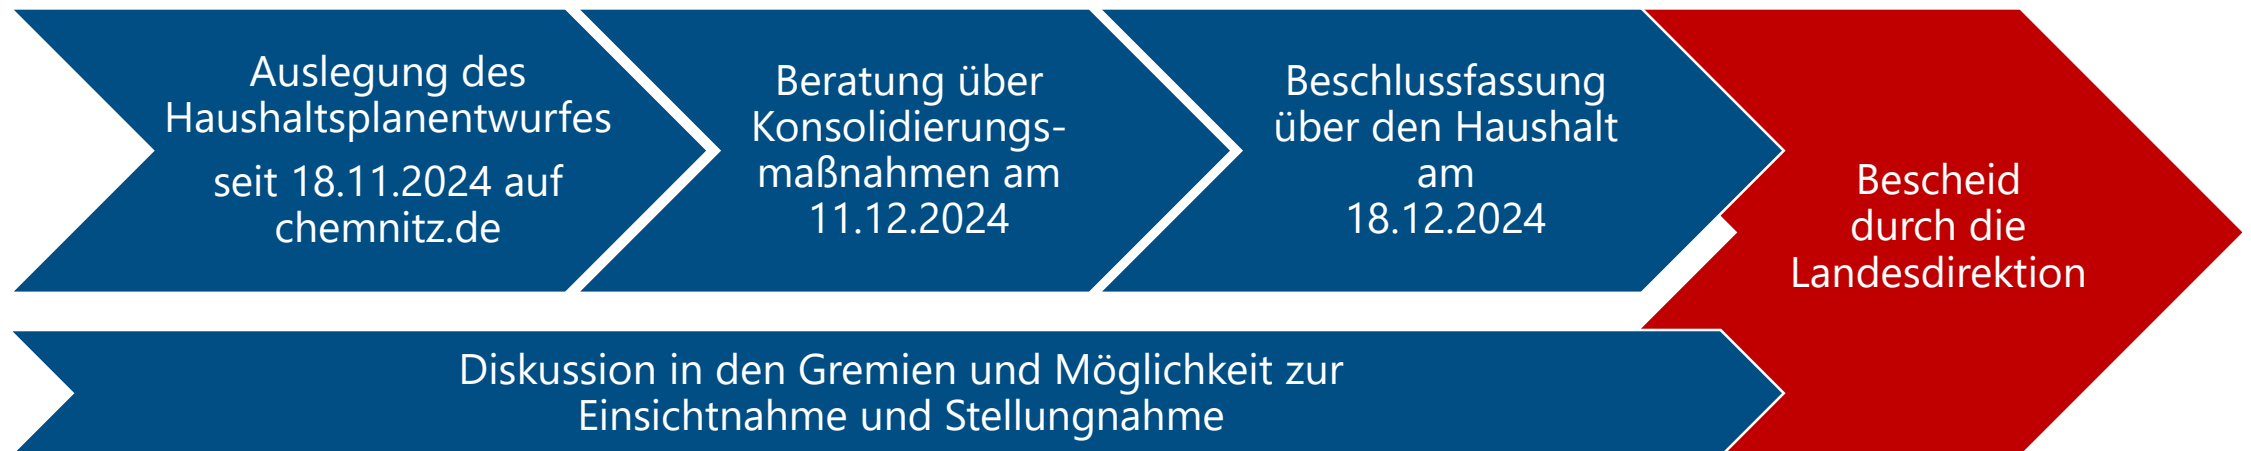 Auslegung des
Haushaltsplanentwurfes
seit 18.11.2024 auf
chemnitz.de
Beratung über
Konsolidierungs-
maßnahmen am
11.12.2024
Beschlussfassung
über den Haushalt
am
18.12.2024
Bescheid
durch die
Landesdirektion
Diskussion in den Gremien und Möglichkeit zur
Einsichtnahme und Stellungnahme